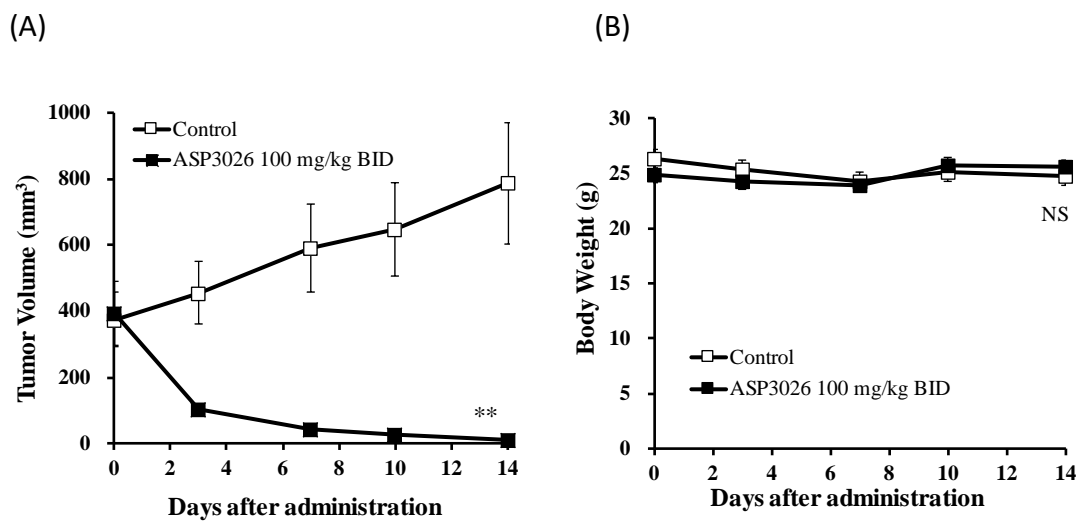 (A)
(B)
1000
800
600
400
200
0
Tumor Volume (mm³)
Control
ASP3026 100 mg/kg BID
**
0 2 4 6 8 10 12 14
Days after administration
30
25
20
15
10
5
0
Body Weight (g)
NS
Control
ASP3026 100 mg/kg BID
0 2 4 6 8 10 12 14
Days after administration